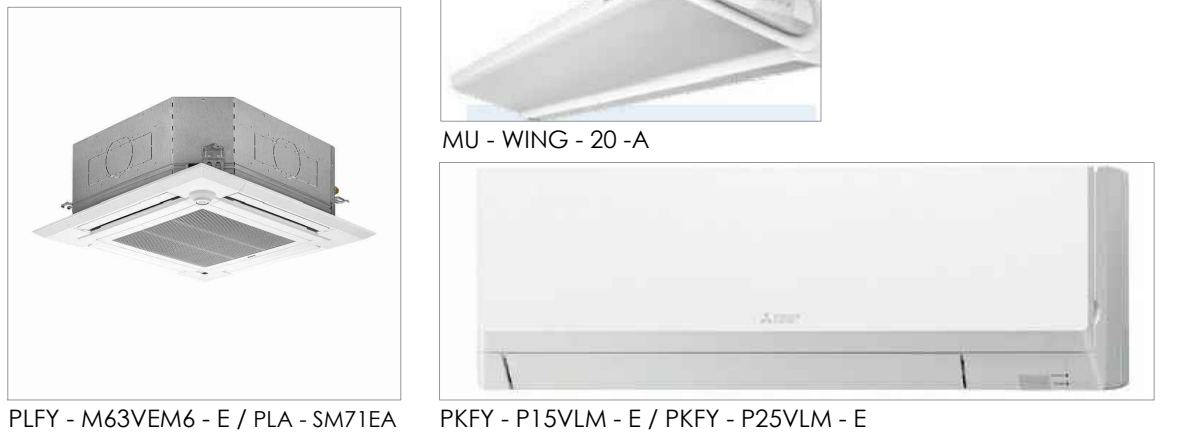 MU - WING - 20 -A
PLFY - M63VEM6 - E / PLA - SM71EA
PKFY - P15VLM - E / PKFY - P25VLM - E